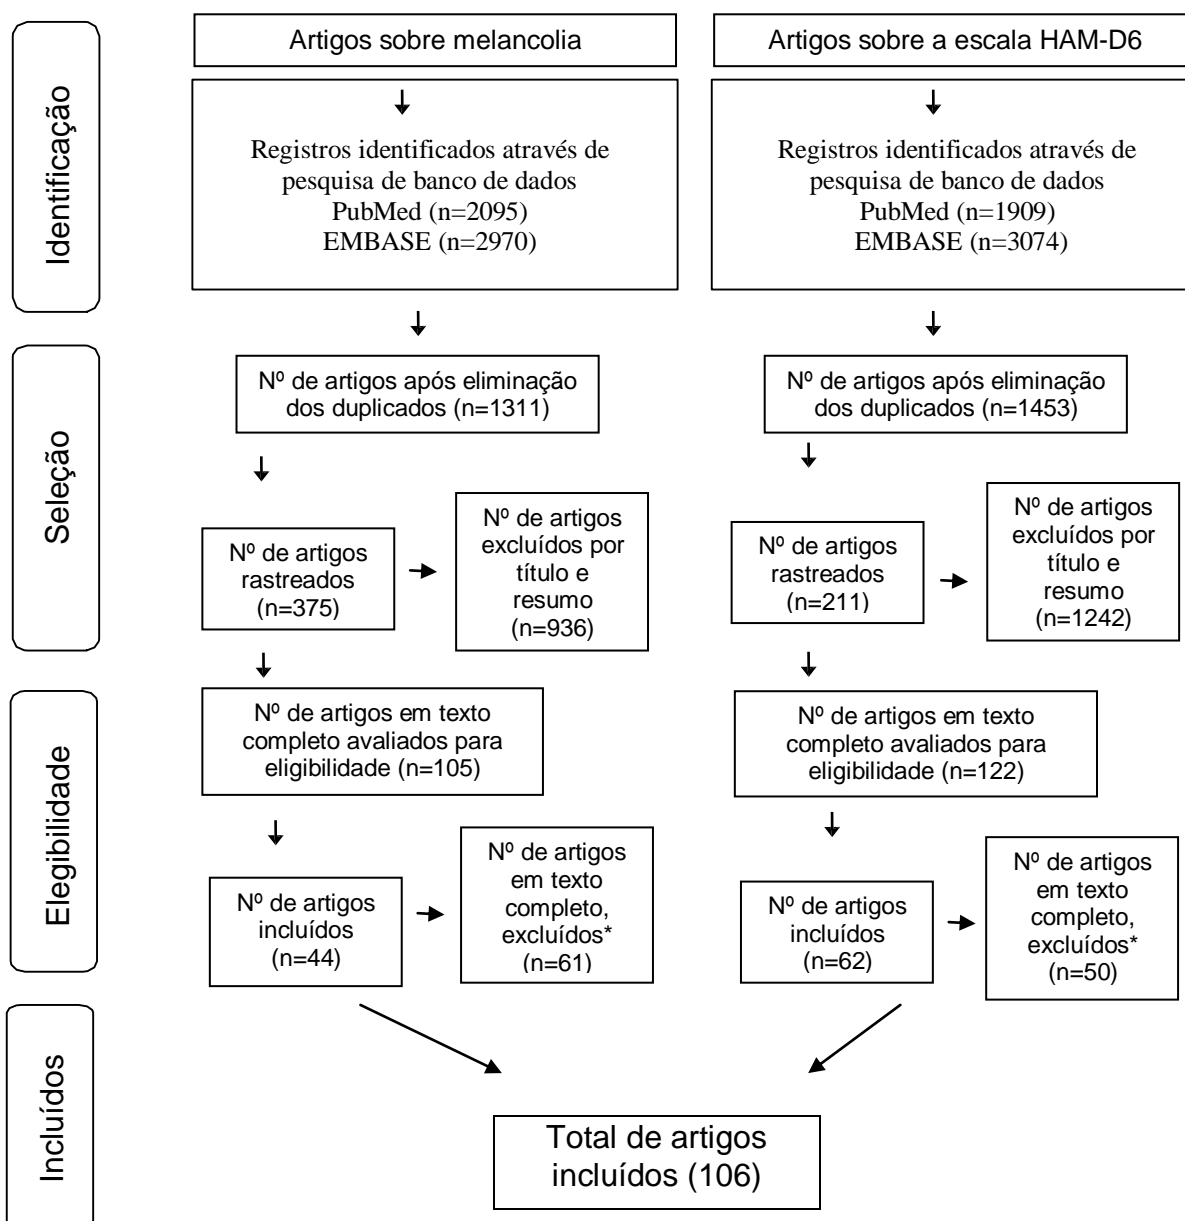 Identificação
Artigos sobre melancolia
Registros identificados através de
pesquisa de banco de dados
PubMed (n=2095)
EMBASE (n=2970)
Artigos sobre a escala HAM-D6
Registros identificados através de
pesquisa de banco de dados
PubMed (n=1909)
EMBASE (n=3074)
Seleção
Nº de artigos após eliminação
dos duplicados (n=1311)
Nº de artigos
rastreados
(n=375)
Nº de artigos
excluídos por
título e
resumo
(n=936)
Nº de artigos após eliminação
dos duplicados (n=1453)
Nº de artigos
rastreados
(n=211)
Nº de artigos
excluídos por
título e
resumo
(n=1242)
Elegibilidade
Nº de artigos em texto
completo avaliados para
eligibilidade (n=105)
Nº de artigos
incluídos
(n=44)
Nº de artigos
em texto
completo,
excluídos*
(n=61)
Nº de artigos em texto
completo avaliados para
eligibilidade (n=122)
Nº de artigos
incluídos
(n=62)
Nº de artigos
em texto
completo,
excluídos*
(n=50)
Incluídos
Total de artigos
incluídos (106)